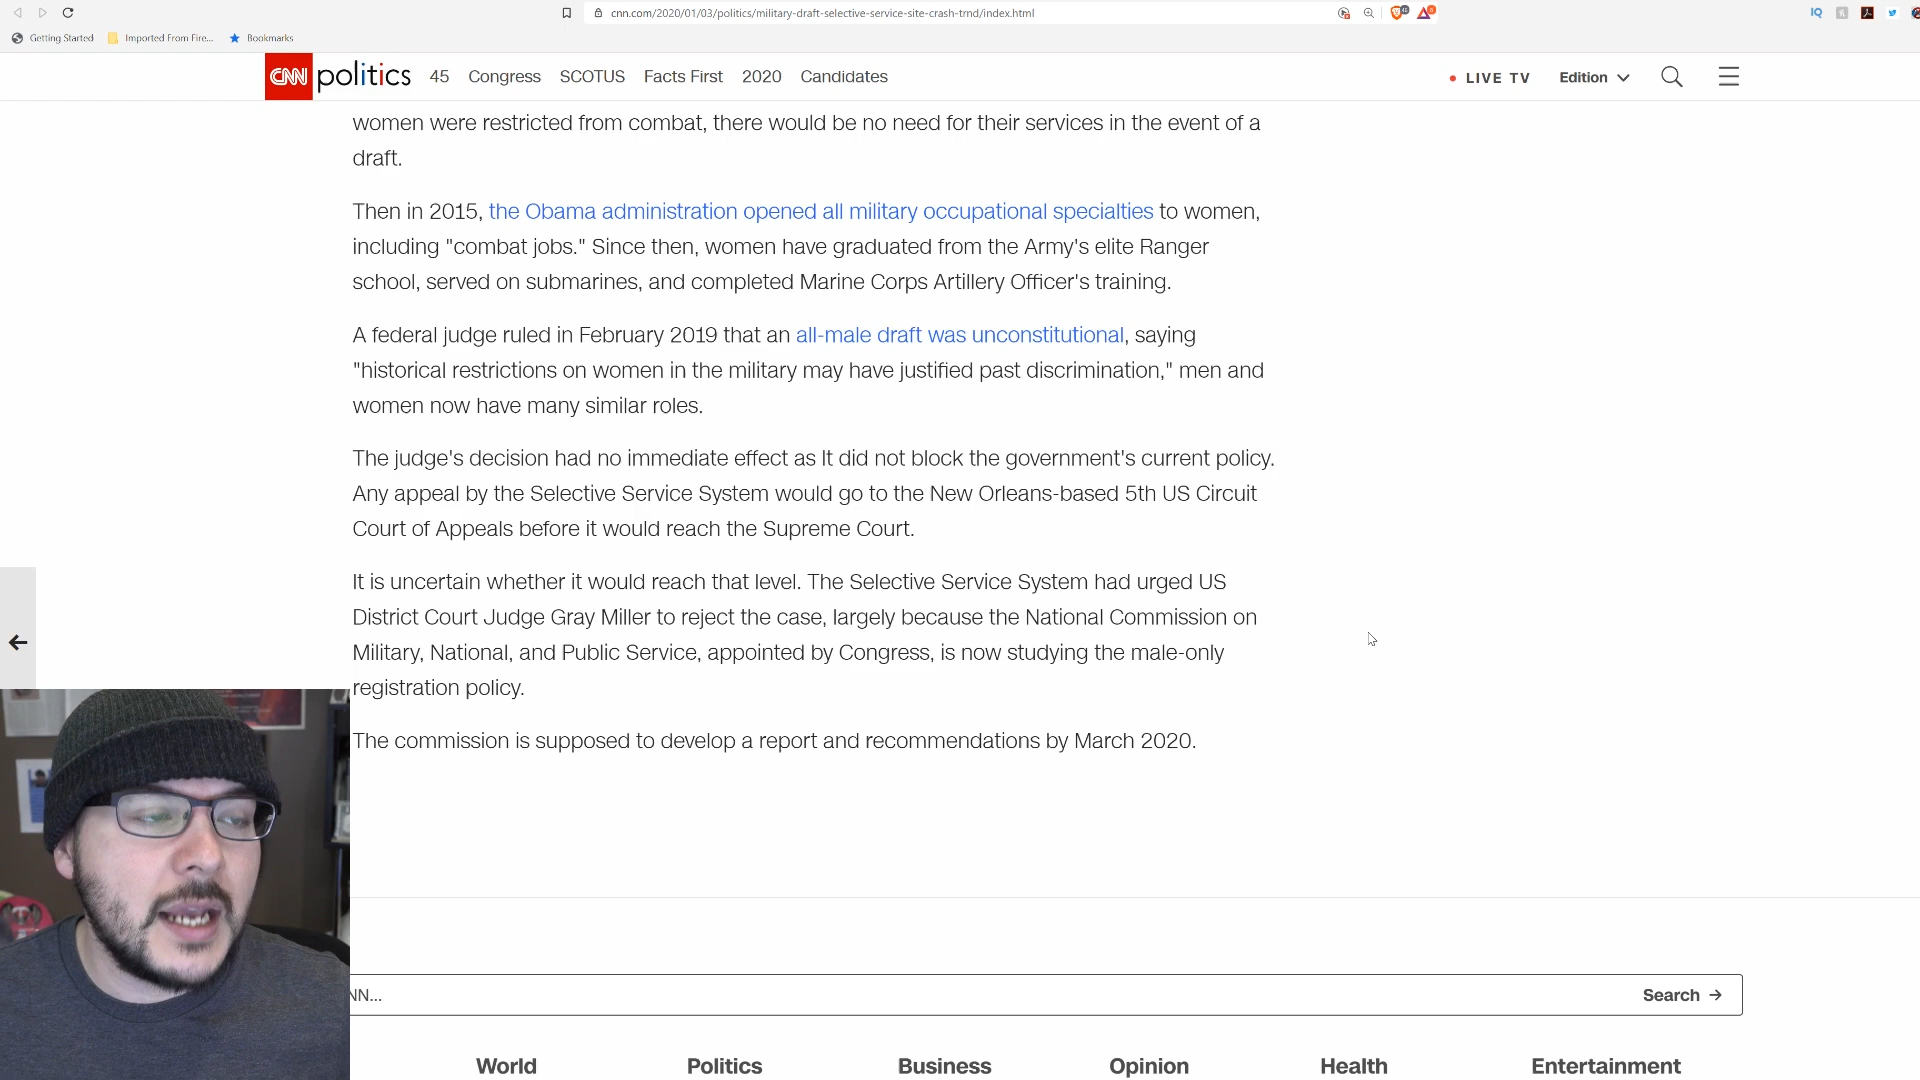 cnn.com/2020/01/03/politics/military-draft-selective-service-site-crash-trnd/index.html
IQ
Getting Started
Imported From Fire...
Bookmarks
CNN politics 45 Congress SCOTUS Facts First 2020 Candidates
LIVE TV Edition
women were restricted from combat, there would be no need for their services in the event of a
draft.
Then in 2015, the Obama administration opened all military occupational specialties to women,
including "combat jobs." Since then, women have graduated from the Army's elite Ranger
school, served on submarines, and completed Marine Corps Artillery Officer's training.
A federal judge ruled in February 2019 that an all-male draft was unconstitutional, saying
"historical restrictions on women in the military may have justified past discrimination," men and
women now have many similar roles.
The judge's decision had no immediate effect as It did not block the government's current policy.
Any appeal by the Selective Service System would go to the New Orleans-based 5th US Circuit
Court of Appeals before it would reach the Supreme Court.
It is uncertain whether it would reach that level. The Selective Service System had urged US
District Court Judge Gray Miller to reject the case, largely because the National Commission on
Military, National, and Public Service, appointed by Congress, is now studying the male-only
registration policy.
The commission is supposed to develop a report and recommendations by March 2020.
NN...
Search
World Politics Business Opinion Health Entertainment